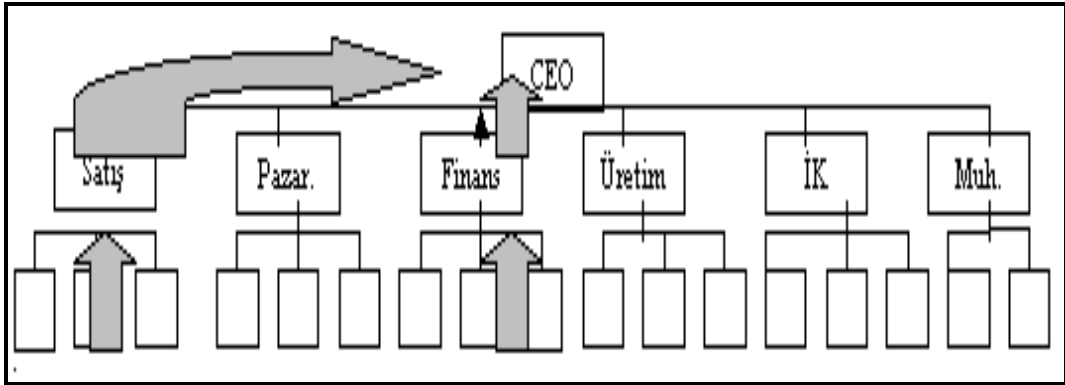 CEO
Satış
Pazar.
Finans
Üretim
İK
Muh.